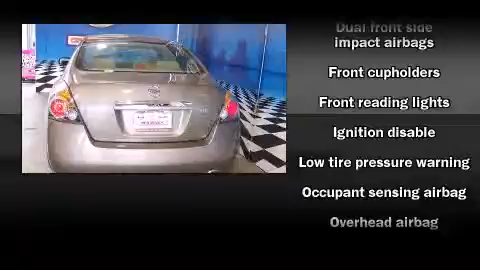 Dual front side
impact airbags
Front cupholders
Front reading lights
Ignition disable
Low tire pressure warning
Occupant sensing airbag
Overhead airbag